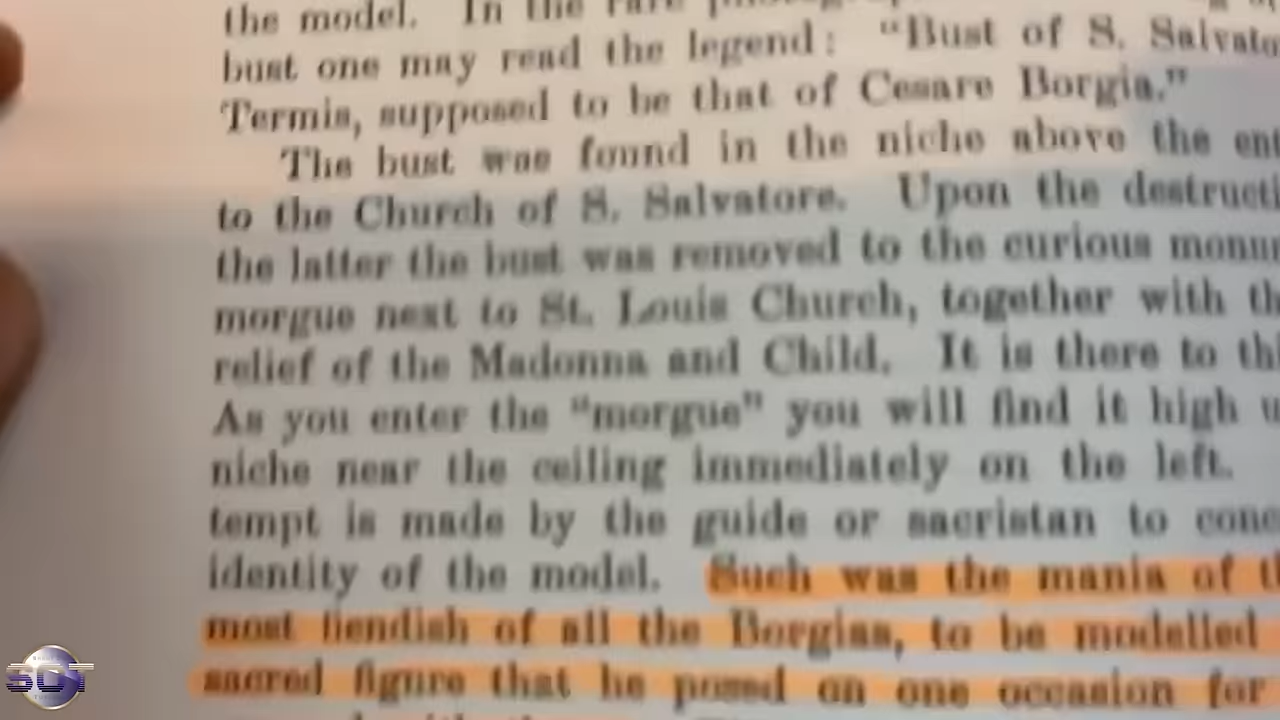 the model. In the rare
bust one may read the legend: "Bust of S. Salvato
Termis, supposed to be that of Cesare Borgia."
The bust was found in the niche above the ent
to the Church of S. Salvatore. Upon the destructi
the latter the bust was removed to the curious monu
morgue next to St. Louis Church, together with th
relief of the Madonna and Child. It is there to thi
As you enter the "morgue" you will find it high u
niche near the ceiling immediately on the left.
tempt is made by the guide or sacristan to conc
identity of the model. Such was the mania of th
most fiendish of all the Borgias, to be modelled
sacred figure that he posed on one occasion for
SCT